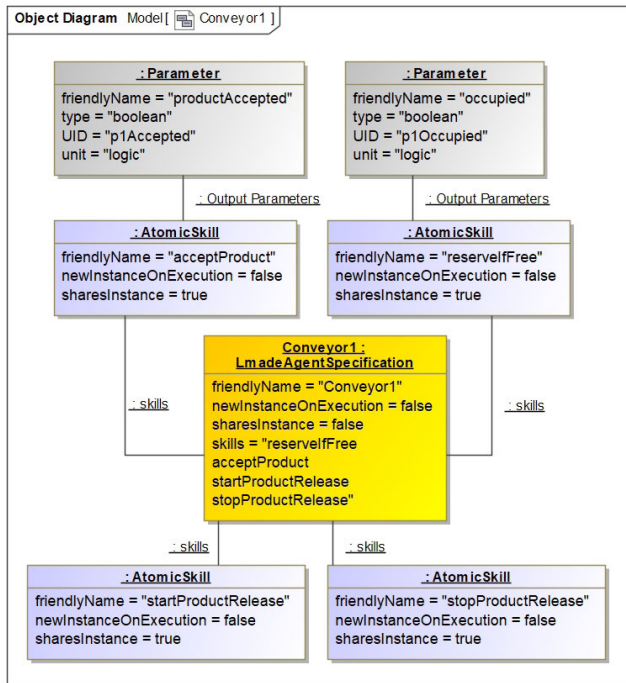 Object Diagram Model[ Conveyor1 ]
: Parameter
friendlyName = "productAccepted"
type = "boolean"
UID = "p1Accepted"
unit = "logic"
: Parameter
friendlyName = "occupied"
type = "boolean"
UID = "p1Occupied"
unit = "logic"
: Output Parameters
: Output Parameters
: AtomicSkill
friendlyName = "acceptProduct"
newInstanceOnExecution = false
sharesInstance = true
: AtomicSkill
friendlyName = "reserveIfFree"
newInstanceOnExecution = false
sharesInstance = true
: skills
: skills
Conveyor1 :
LmadeAgentSpecification
friendlyName = "Conveyor1"
newInstanceOnExecution = false
sharesInstance = false
skills = "reserveIfFree
acceptProduct
startProductRelease
stopProductRelease"
: skills
: skills
: AtomicSkill
friendlyName = "startProductRelease"
newInstanceOnExecution = false
sharesInstance = true
: AtomicSkill
friendlyName = "stopProductRelease"
newInstanceOnExecution = false
sharesInstance = true